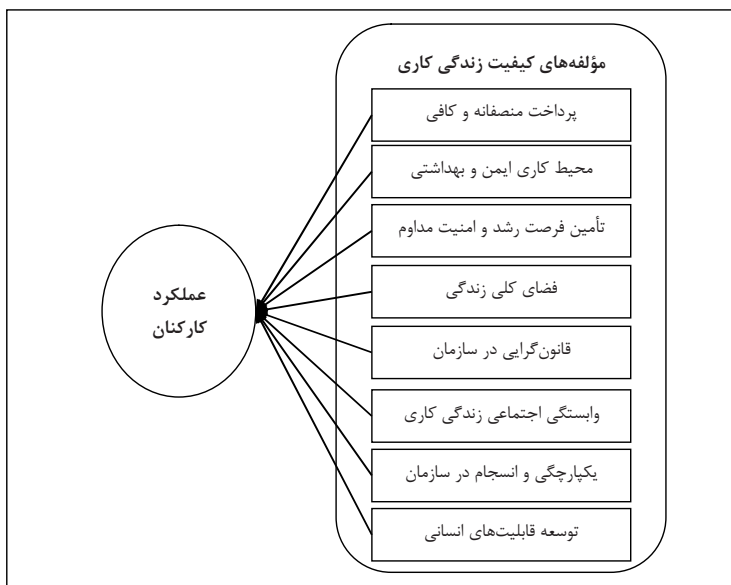 مؤلفه‌های کیفیت زندگی کاری
پرداخت منصفانه و کافی
محیط کاری ایمن و بهداشتی
تأمین فرصت رشد و امنیت مداوم
فضای کلی زندگی
قانون‌گرایی در سازمان
وابستگی اجتماعی زندگی کاری
یکپارچگی و انسجام در سازمان
توسعه قابلیت‌های انسانی
عملکرد
کارکنان